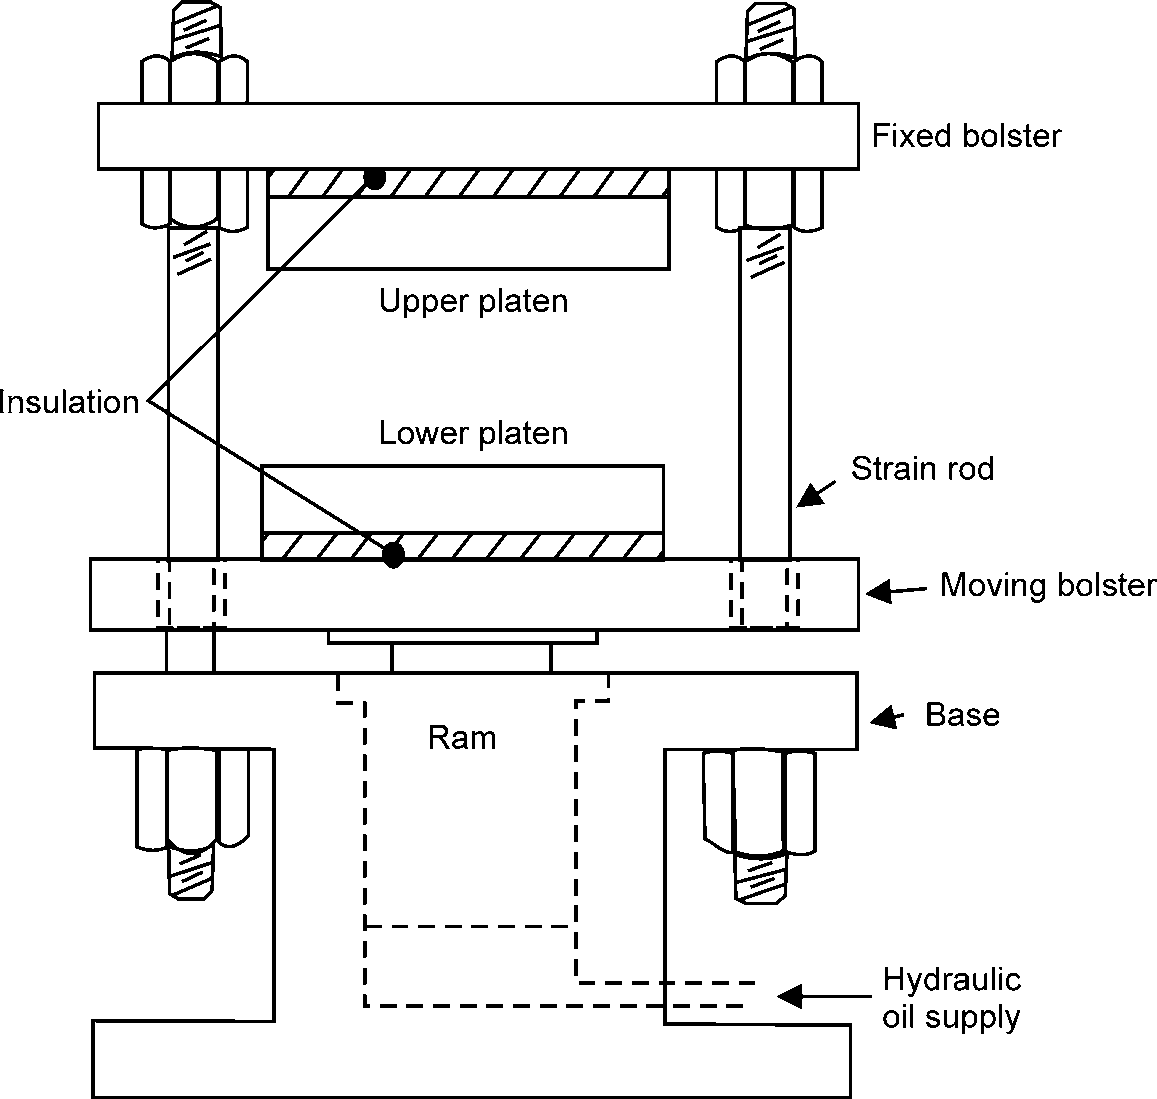 Fixed bolster
Upper platen
Insulation
Lower platen
Strain rod
Moving bolster
Base
Ram
Hydraulic
oil supply